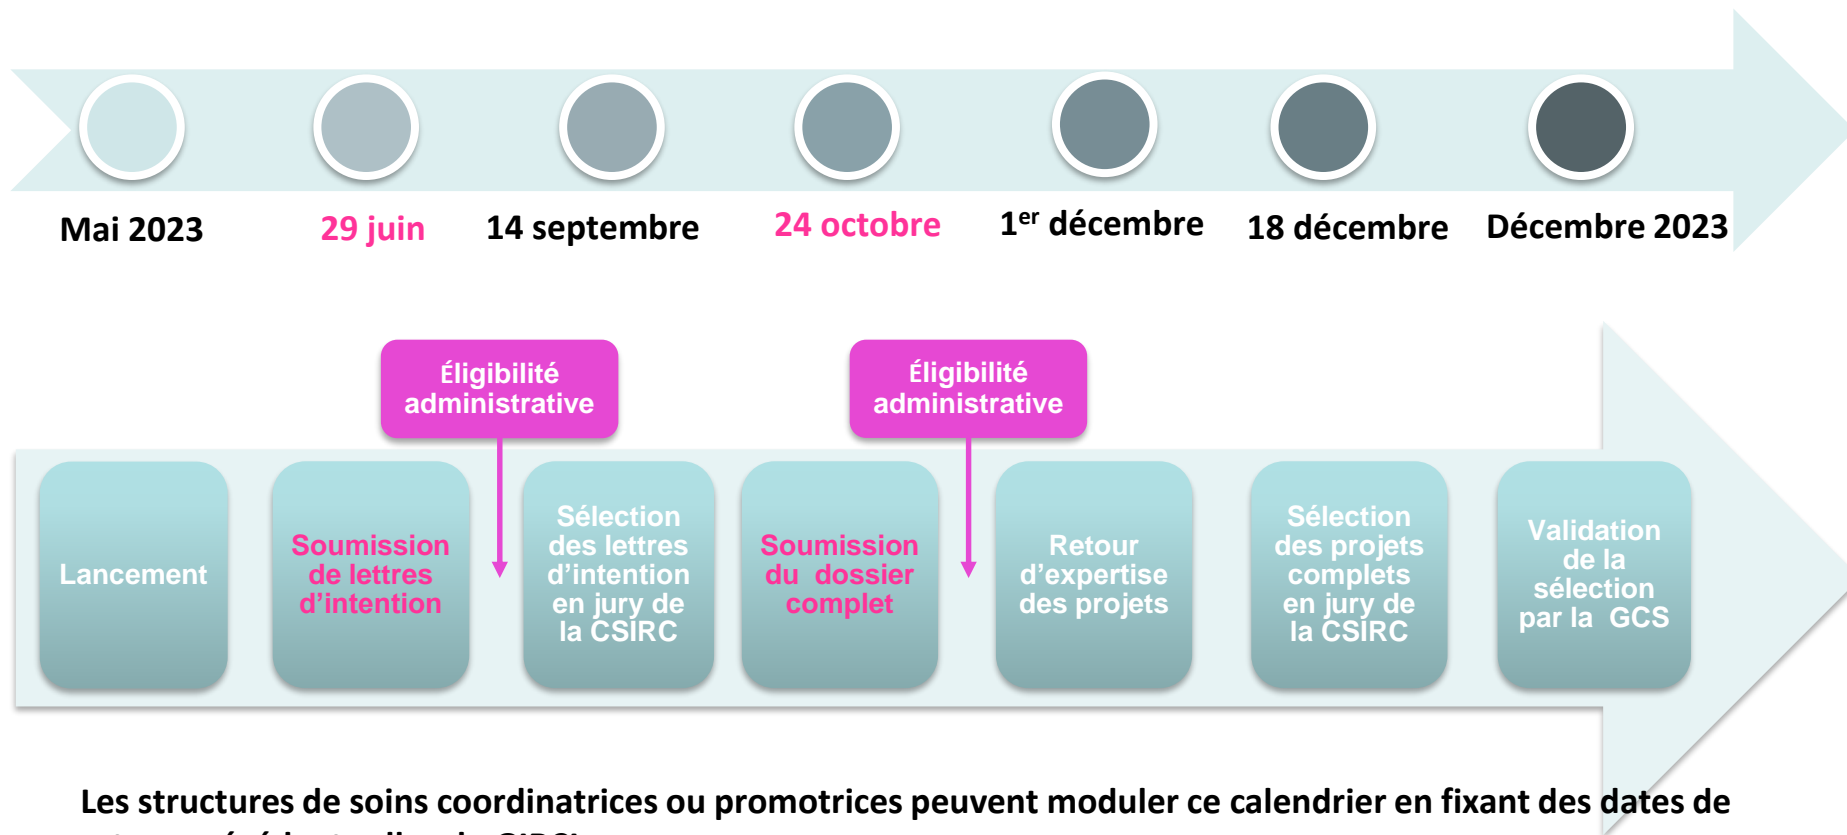 Mai 2023
29 juin
14 septembre
24 octobre
1er décembre
18 décembre
Décembre 2023
Éligibilité
administrative
Éligibilité
administrative
Lancement
Soumission
de lettres
d’intention
Sélection
des lettres
d’intention
en jury de
la CSIRC
Soumission
du dossier
complet
Retour
d’expertise
des projets
Sélection
des projets
complets
en jury de
la CSIRC
Validation
de la
sélection
par la GCS
Les structures de soins coordinatrices ou promotrices peuvent moduler ce calendrier en fixant des dates de